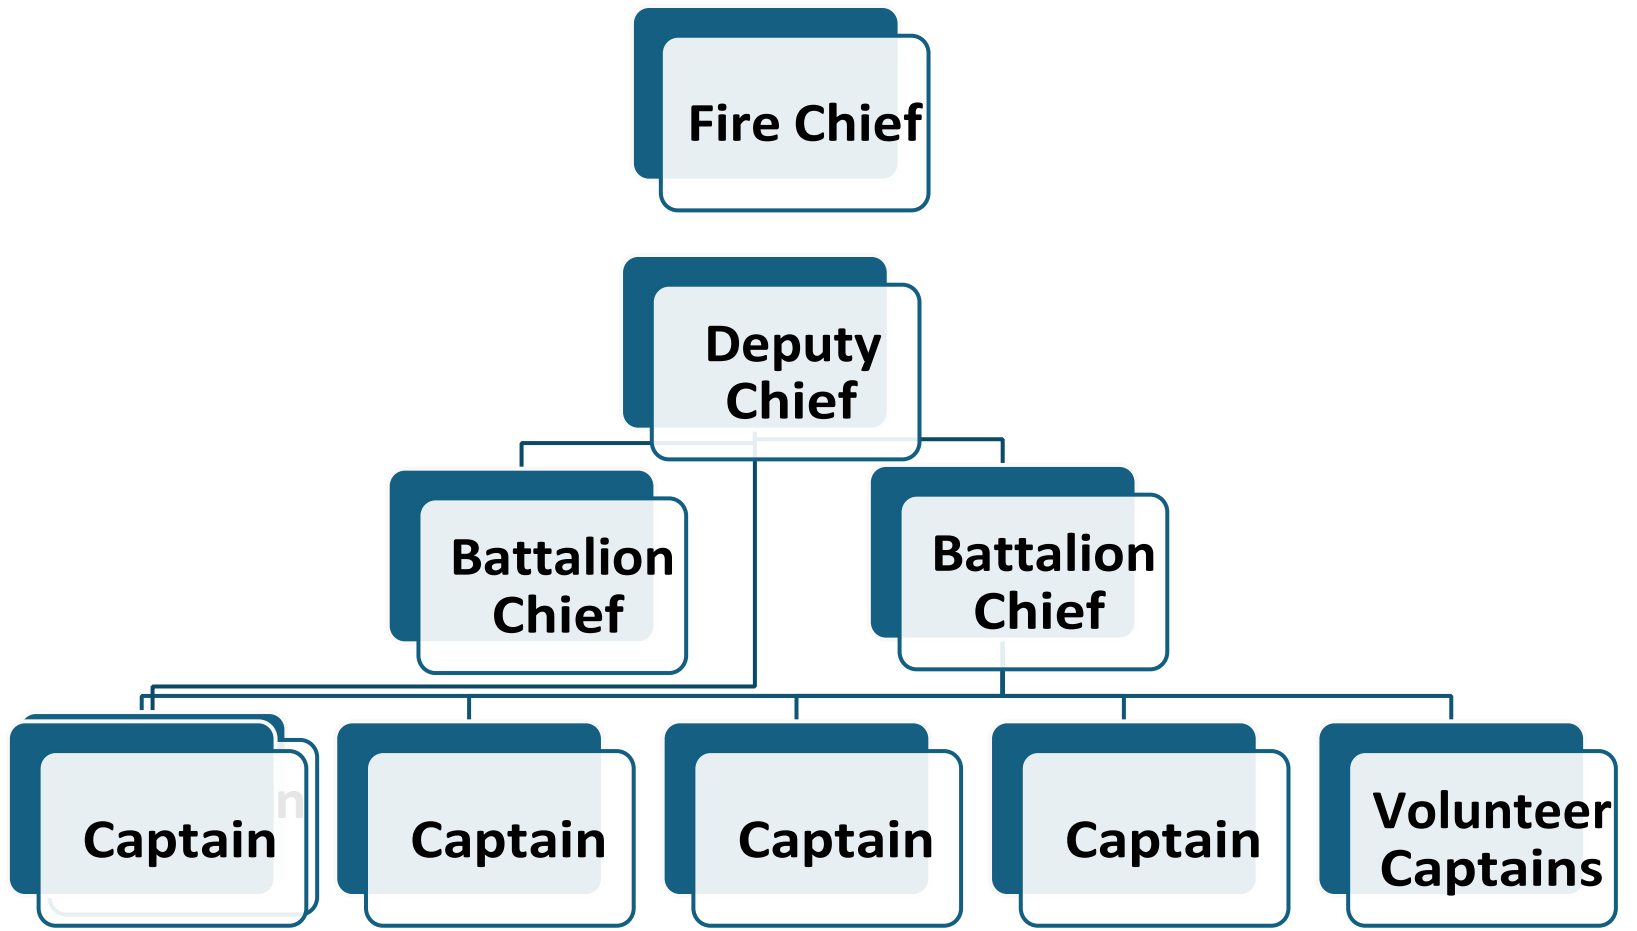 Fire Chief
Deputy
Chief
Battalion
Chief
Battalion
Chief
Captain
Captain
Captain
Captain
Volunteer
Captains